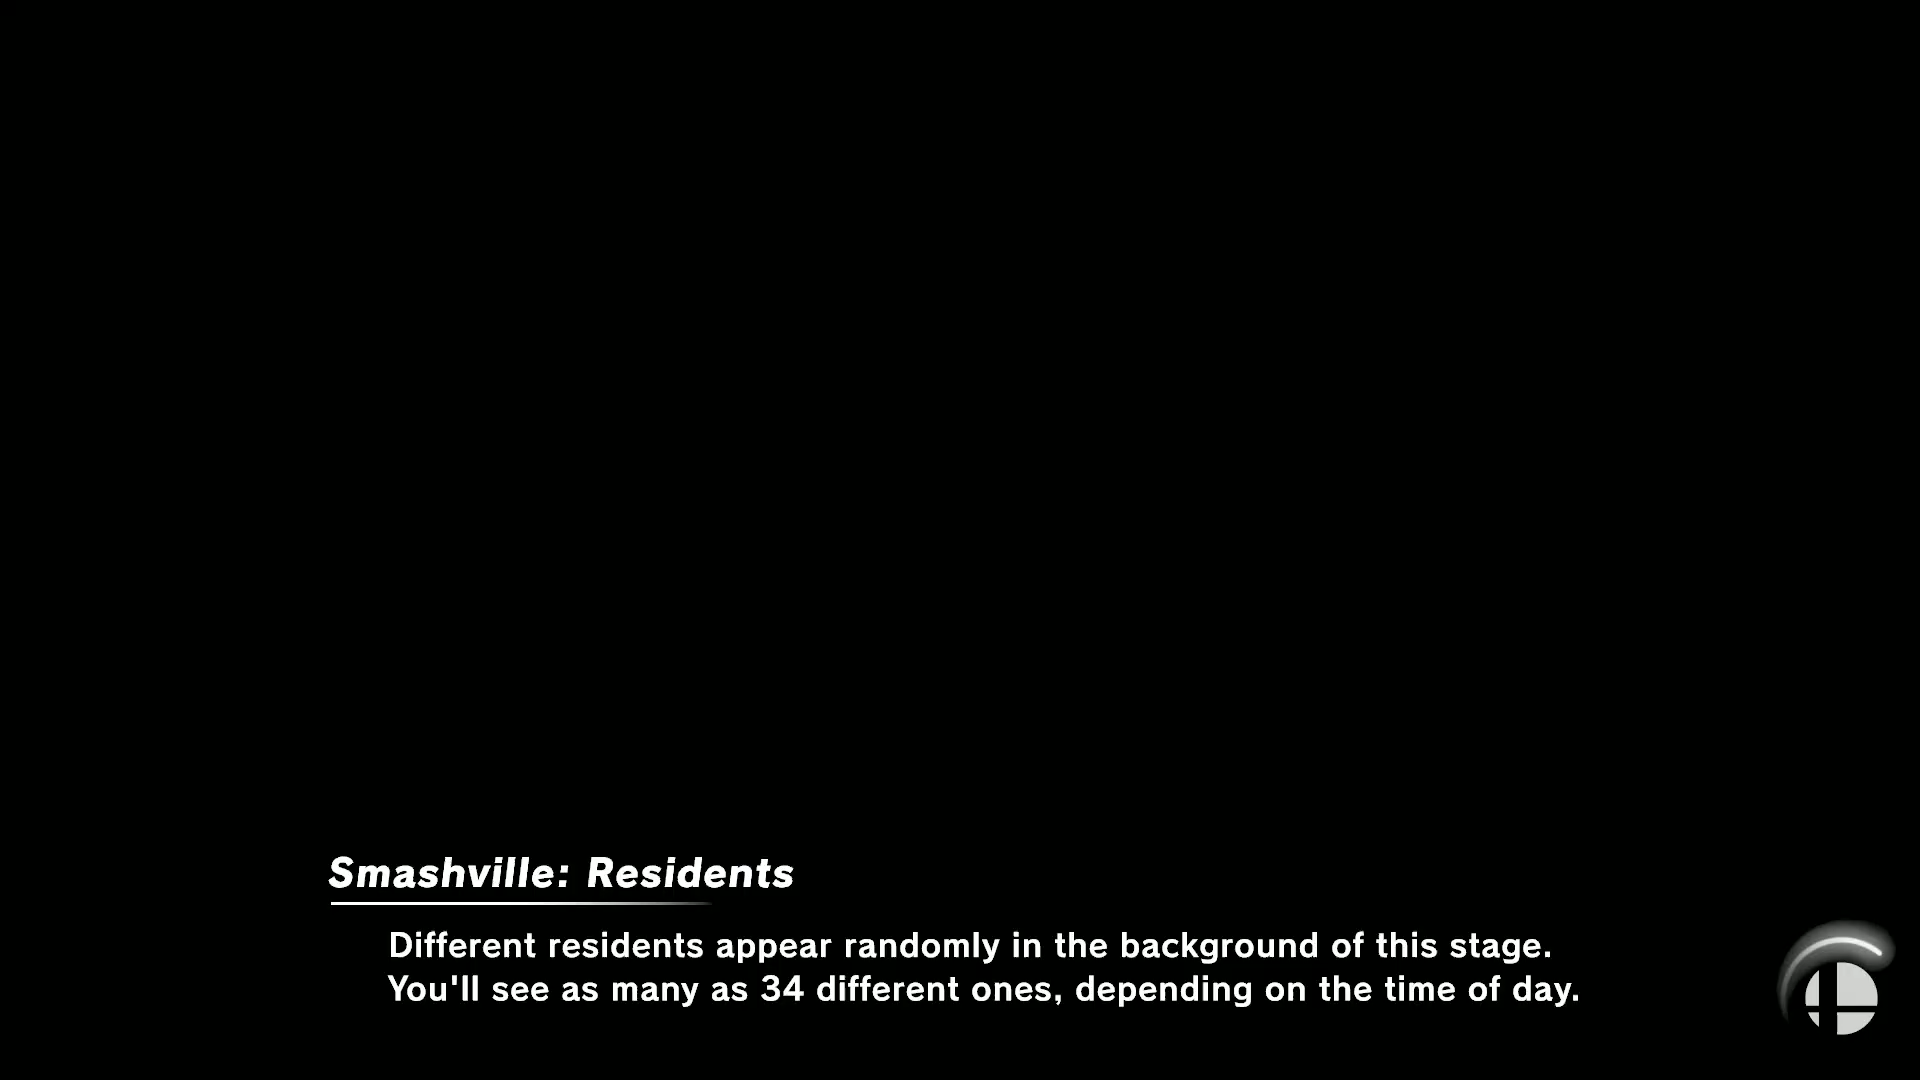 Smashville: Residents
Different residents appear randomly in the background of this stage.
You'll see as many as 34 different ones, depending on the time of day.